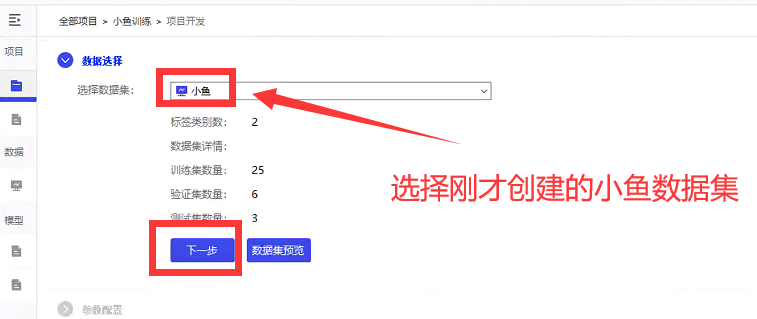 全部项目 > 小鱼训练 > 项目开发
项目
数据选择
选择数据集:
小鱼
标签类别数: 2
数据
数据集详情:
训练集数量: 25
选择刚才创建的小鱼数据集
验证集数量: 6
模型
测试集数量: 3
下一步
数据集预览
参数配置